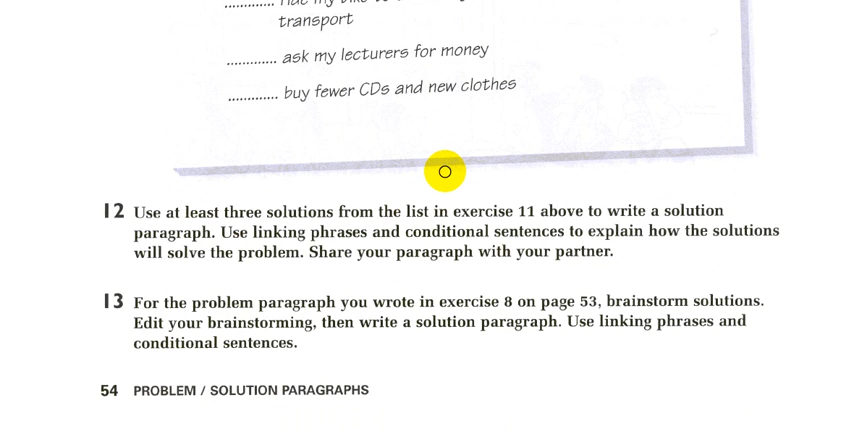 ............. ride my bike to
transport
............. ask my lecturers for money
............. buy fewer CDs and new clothes
12 Use at least three solutions from the list in exercise 11 above to write a solution
paragraph. Use linking phrases and conditional sentences to explain how the solutions
will solve the problem. Share your paragraph with your partner.
13 For the problem paragraph you wrote in exercise 8 on page 53, brainstorm solutions.
Edit your brainstorming, then write a solution paragraph. Use linking phrases and
conditional sentences.
54 PROBLEM / SOLUTION PARAGRAPHS